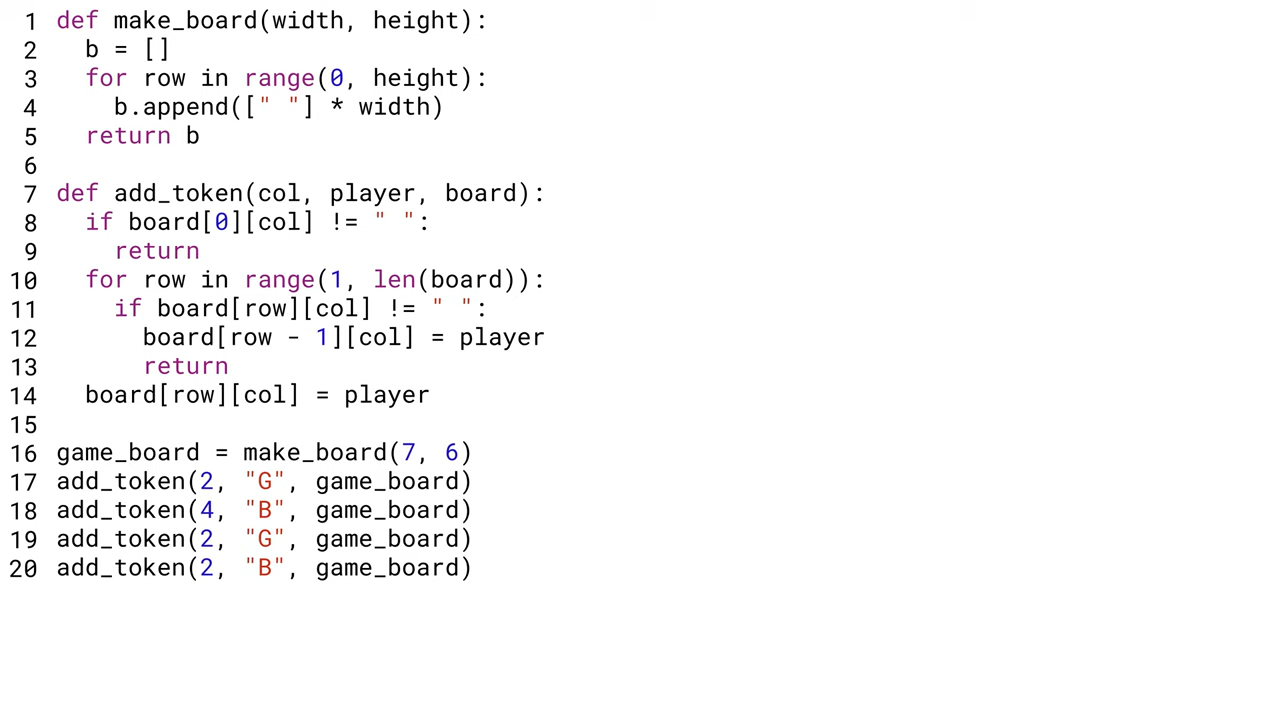 1 def make_board(width, height):
2   b = []
3   for row in range(0, height):
4     b.append([" "] * width)
5   return b
6
7 def add_token(col, player, board):
8   if board[0][col] != " ":
9     return
10   for row in range(1, len(board)):
11     if board[row][col] != " ":
12       board[row - 1][col] = player
13       return
14   board[row][col] = player
15
16 game_board = make_board(7, 6)
17 add_token(2, "G", game_board)
18 add_token(4, "B", game_board)
19 add_token(2, "G", game_board)
20 add_token(2, "B", game_board)